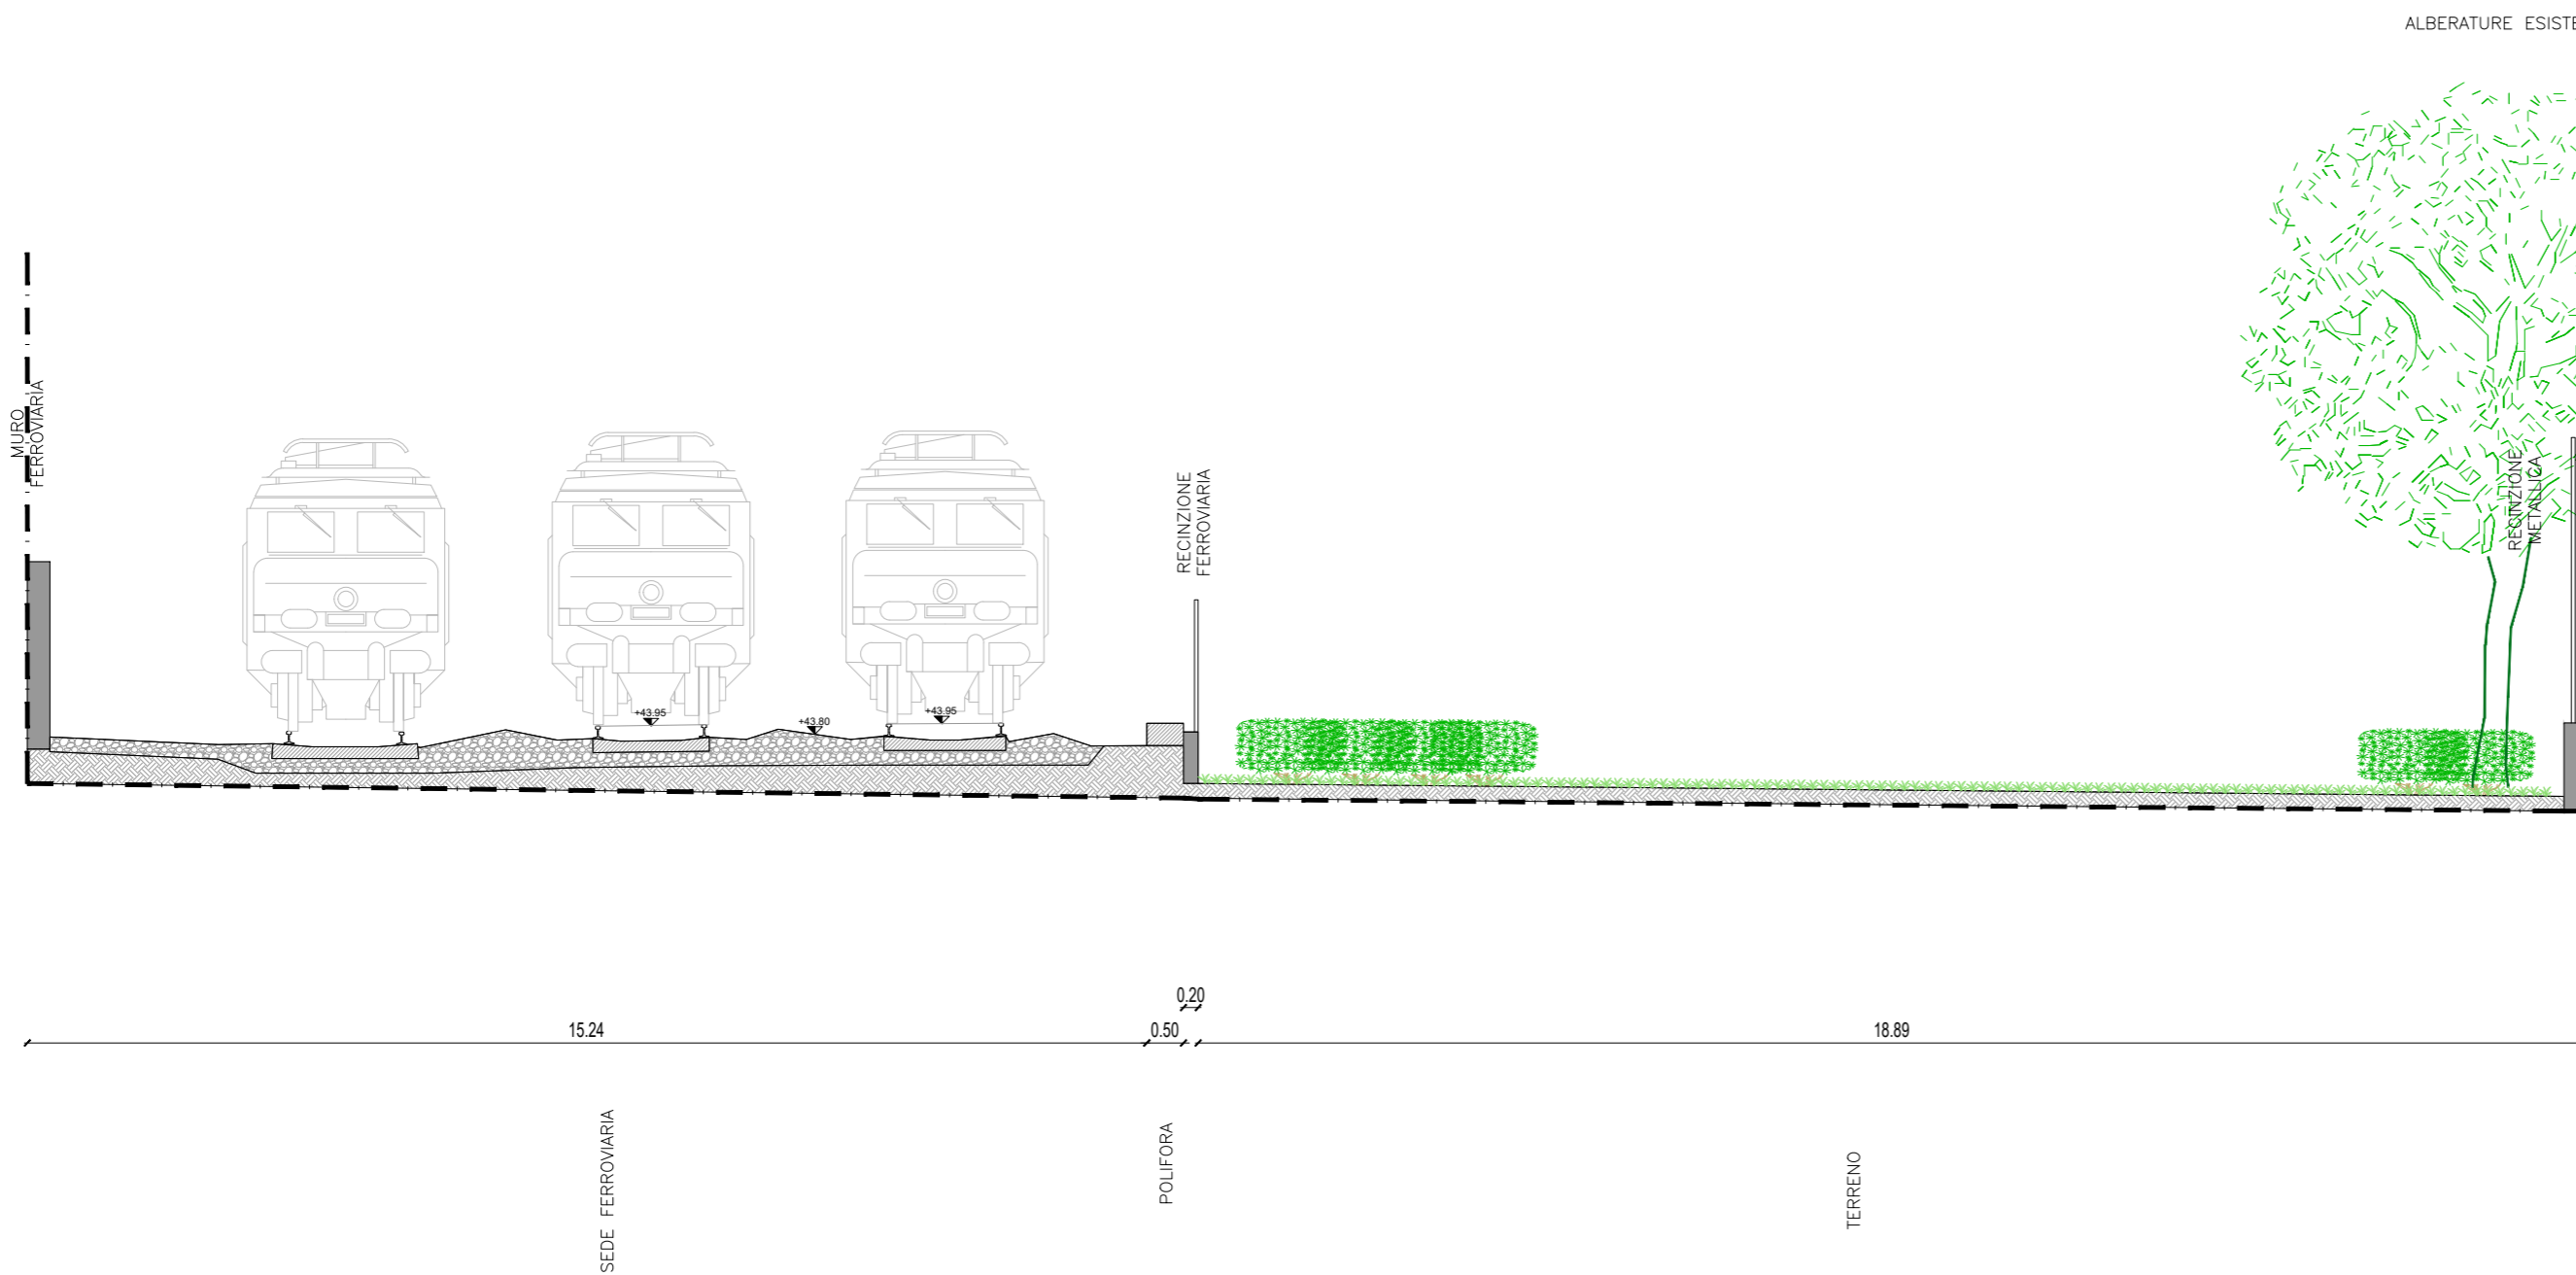 ALBERATURE ESISTE
MURO
FERROVIARIA
RECINZIONE
FERROVIARIA
RECINZIONE
METALLICA
+43.95
+43.80
+43.95
0.20
15.24
0.50
18.89
SEDE FERROVIARIA
POLIFORA
TERRENO